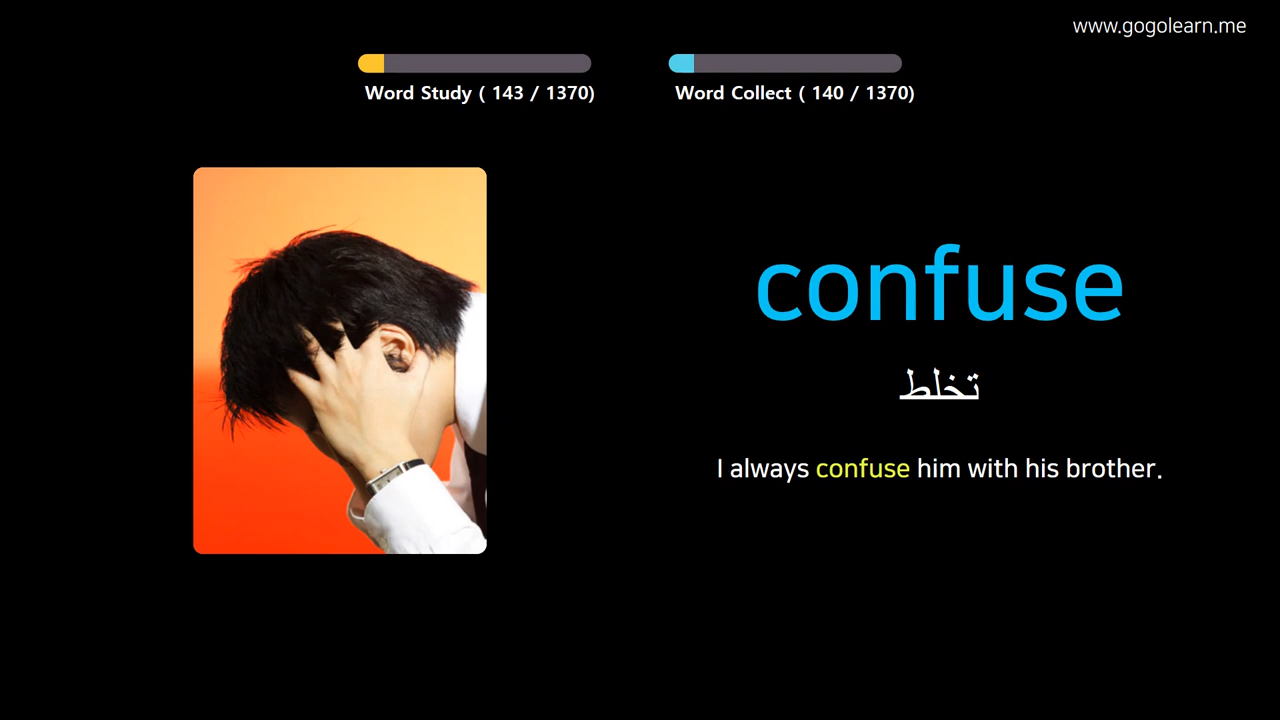 www.gogolearn.me
Word Study ( 143 / 1370)
Word Collect ( 140 / 1370)
confuse
تخلط
I always confuse him with his brother.